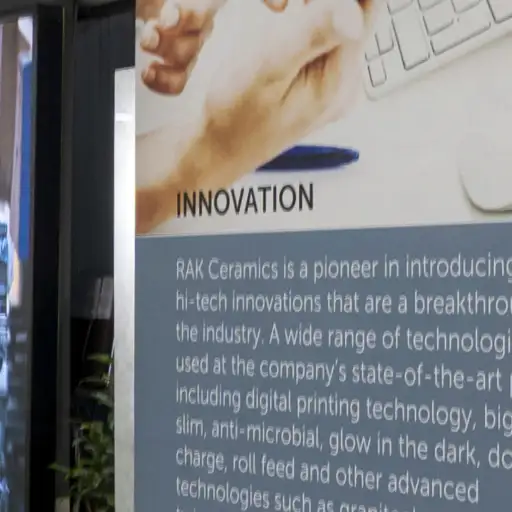 INNOVATION
RAK Ceramics is a pioneer in introducing
hi-tech innovations that are a breakthro
the industry. A wide range of technologi
used at the company's state-of-the-art
including digital printing technology, big
slim, anti-microbial, glow in the dark, do
charge, roll feed and other advanced
technologies such as